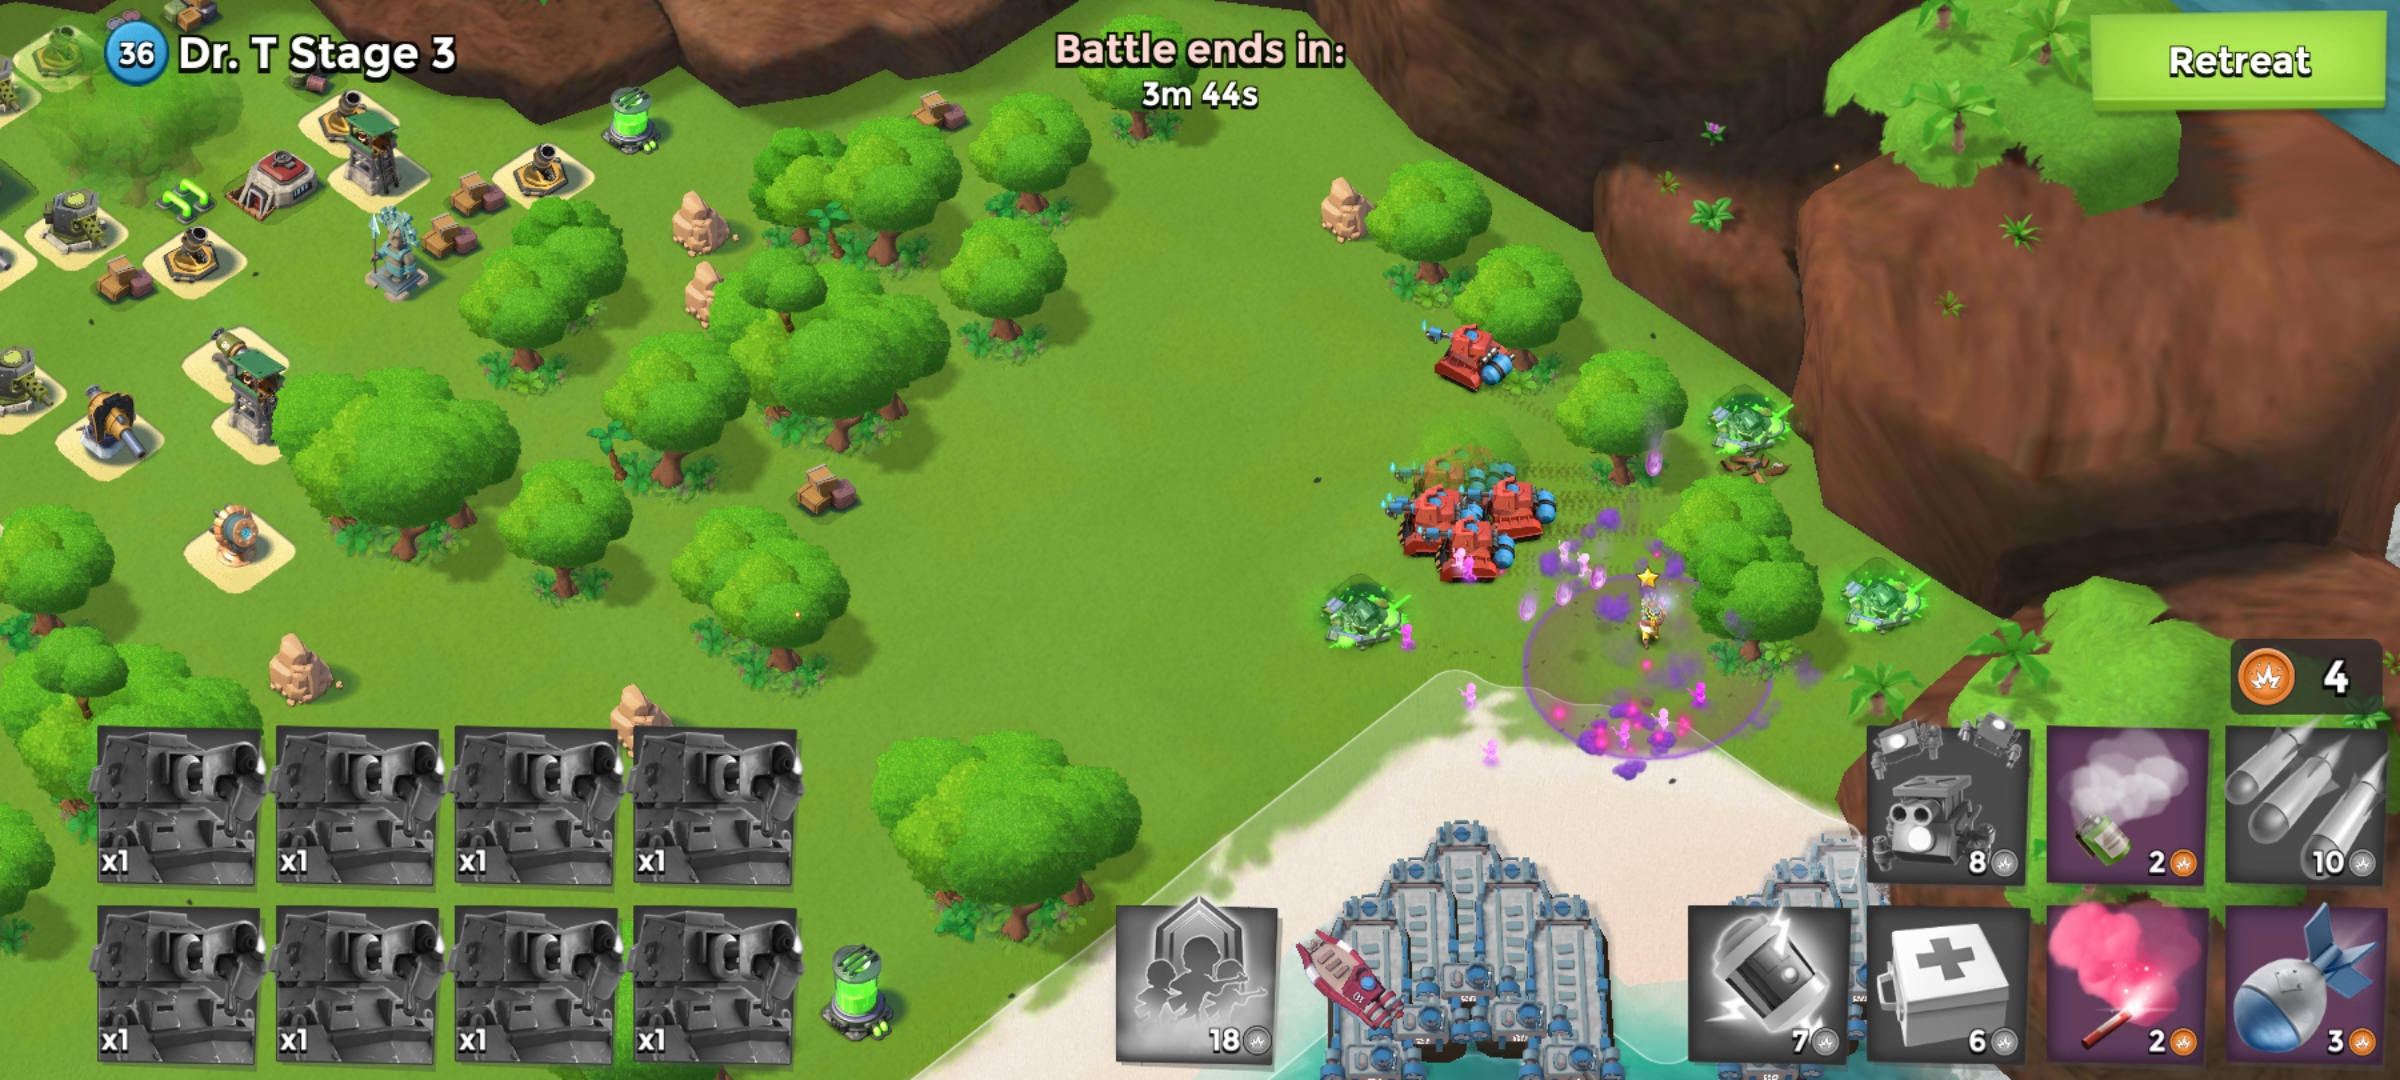 36 Dr. T Stage 3
Battle ends in:
3m 44s
Retreat
4
x1 x1 x1 x1
8 2 10
x1 x1 x1 x1
18 7 6 2 3